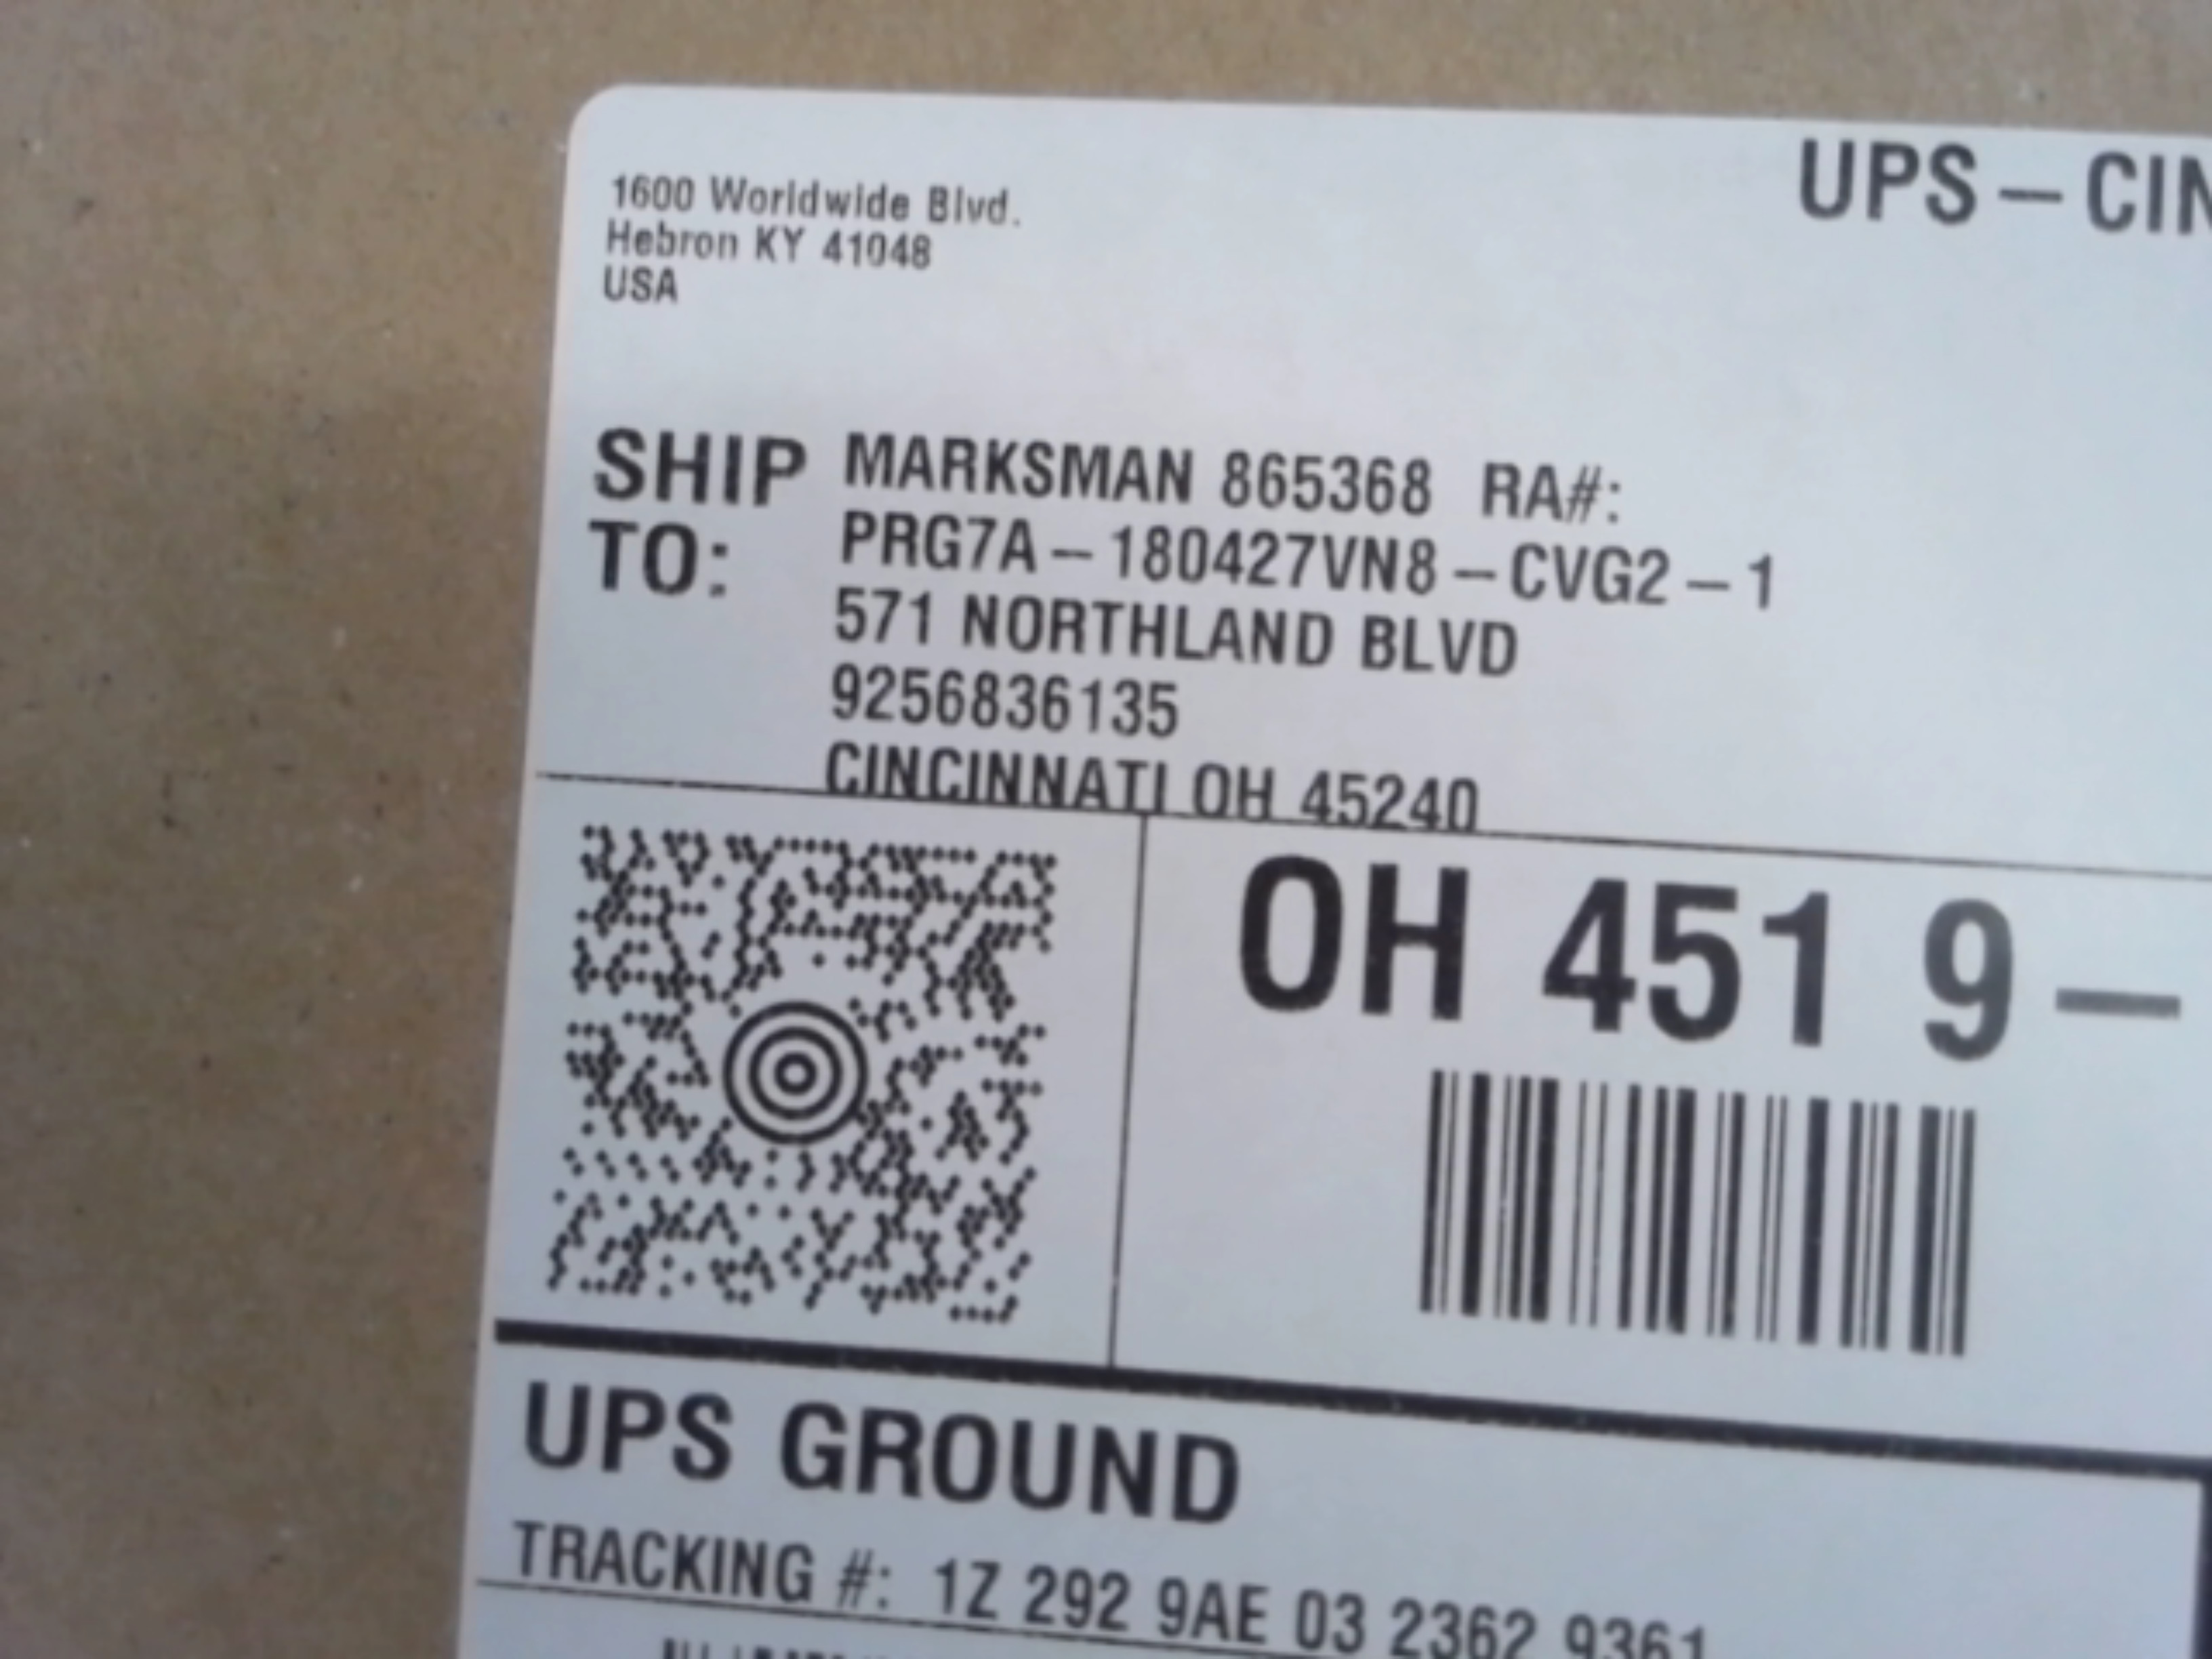 UPS – CIN
1600 Worldwide Blvd.
Hebron KY 41048
USA
SHIP TO:
MARKSMAN 865368 RA#:
PRG7A – 180427VN8 – CVG2 – 1
571 NORTHLAND BLVD
9256836135
CINCINNATI OH 45240
OH 451 9 –
UPS GROUND
TRACKING #: 1Z 292 9AE 03 2362 9361